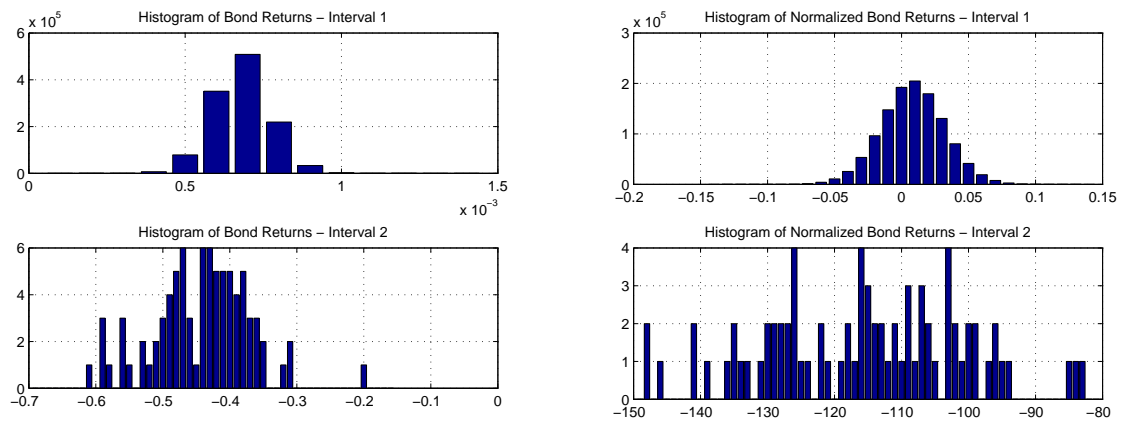 Histogram of Bond Returns − Interval 1
x 10^5
6
4
2
0
0 0.5 1 1.5
x 10^−3
Histogram of Normalized Bond Returns − Interval 1
x 10^5
3
2
1
0
−0.2 −0.15 −0.1 −0.05 0 0.05 0.1 0.15
Histogram of Bond Returns − Interval 2
6
4
2
0
−0.7 −0.6 −0.5 −0.4 −0.3 −0.2 −0.1 0
Histogram of Normalized Bond Returns − Interval 2
4
3
2
1
0
−150 −140 −130 −120 −110 −100 −90 −80